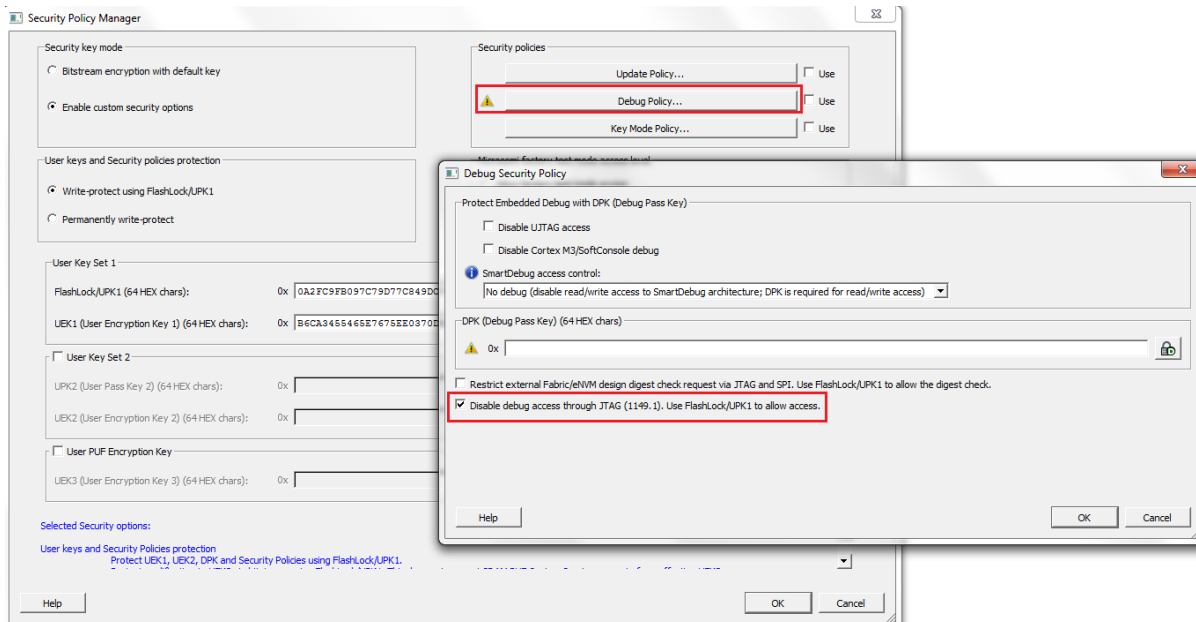 Security Policy Manager
Security key mode
Bitstream encryption with default key
Enable custom security options
Security policies
Update Policy...
Use
Debug Policy...
Use
Key Mode Policy...
Use
User keys and Security policies protection
Write-protect using FlashLock/UPK1
Permanently write-protect
Microsemi factory test mode access level
User Key Set 1
FlashLock/UPK1 (64 HEX chars):
0x
0A2FC9FB097C79D77C849D
UEK1 (User Encryption Key 1) (64 HEX chars):
0x
B6CA3455465E7675EE0370D
User Key Set 2
UPK2 (User Pass Key 2) (64 HEX chars):
0x
UEK2 (User Encryption Key 2) (64 HEX chars):
0x
User PUF Encryption Key
UEK3 (User Encryption Key 3) (64 HEX chars):
0x
Selected Security options:
User keys and Security Policies protection
Protect UEK1, UEK2, DPK and Security Policies using FlashLock/UPK1.
Help
OK
Cancel
Debug Security Policy
Protect Embedded Debug with DPK (Debug Pass Key)
Disable UJTAG access
Disable Cortex M3/SoftConsole debug
SmartDebug access control:
No debug (disable read/write access to SmartDebug architecture; DPK is required for read/write access)
DPK (Debug Pass Key) (64 HEX chars)
0x
Restrict external Fabric/eNVM design digest check request via JTAG and SPI. Use FlashLock/UPK1 to allow the digest check.
Disable debug access through JTAG (1149.1). Use FlashLock/UPK1 to allow access.
Help
OK
Cancel